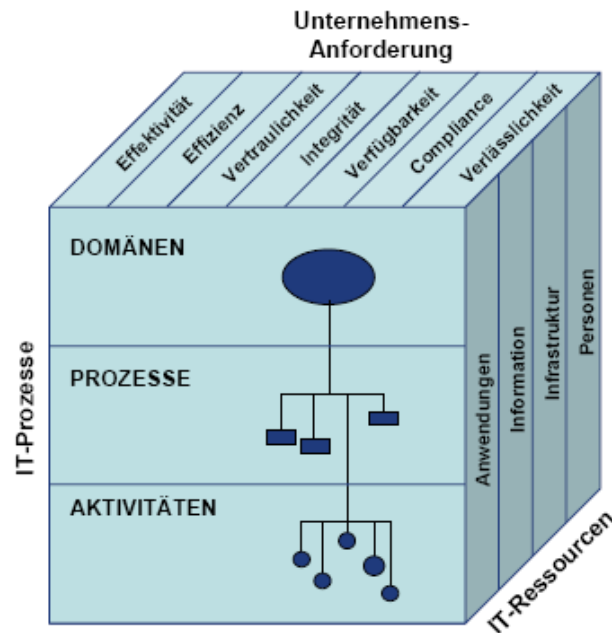 Unternehmens-
Anforderung
Effektivität
Effizienz
Vertraulichkeit
Integrität
Verfügbarkeit
Compliance
Verlässlichkeit
DOMÄNEN
PROZESSE
AKTIVITÄTEN
IT-Prozesse
Anwendungen
Information
Infrastruktur
Personen
IT-Ressourcen